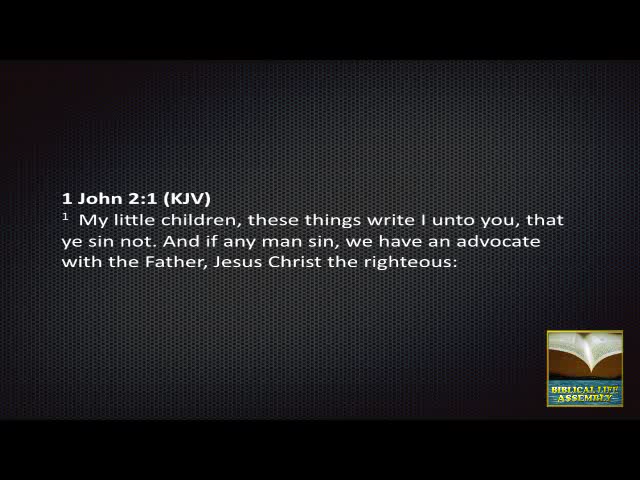 1 John 2:1 (KJV)
1 My little children, these things write I unto you, that
ye sin not. And if any man sin, we have an advocate
with the Father, Jesus Christ the righteous:
BIBLICAL LIFE
-ASSEMBLY-